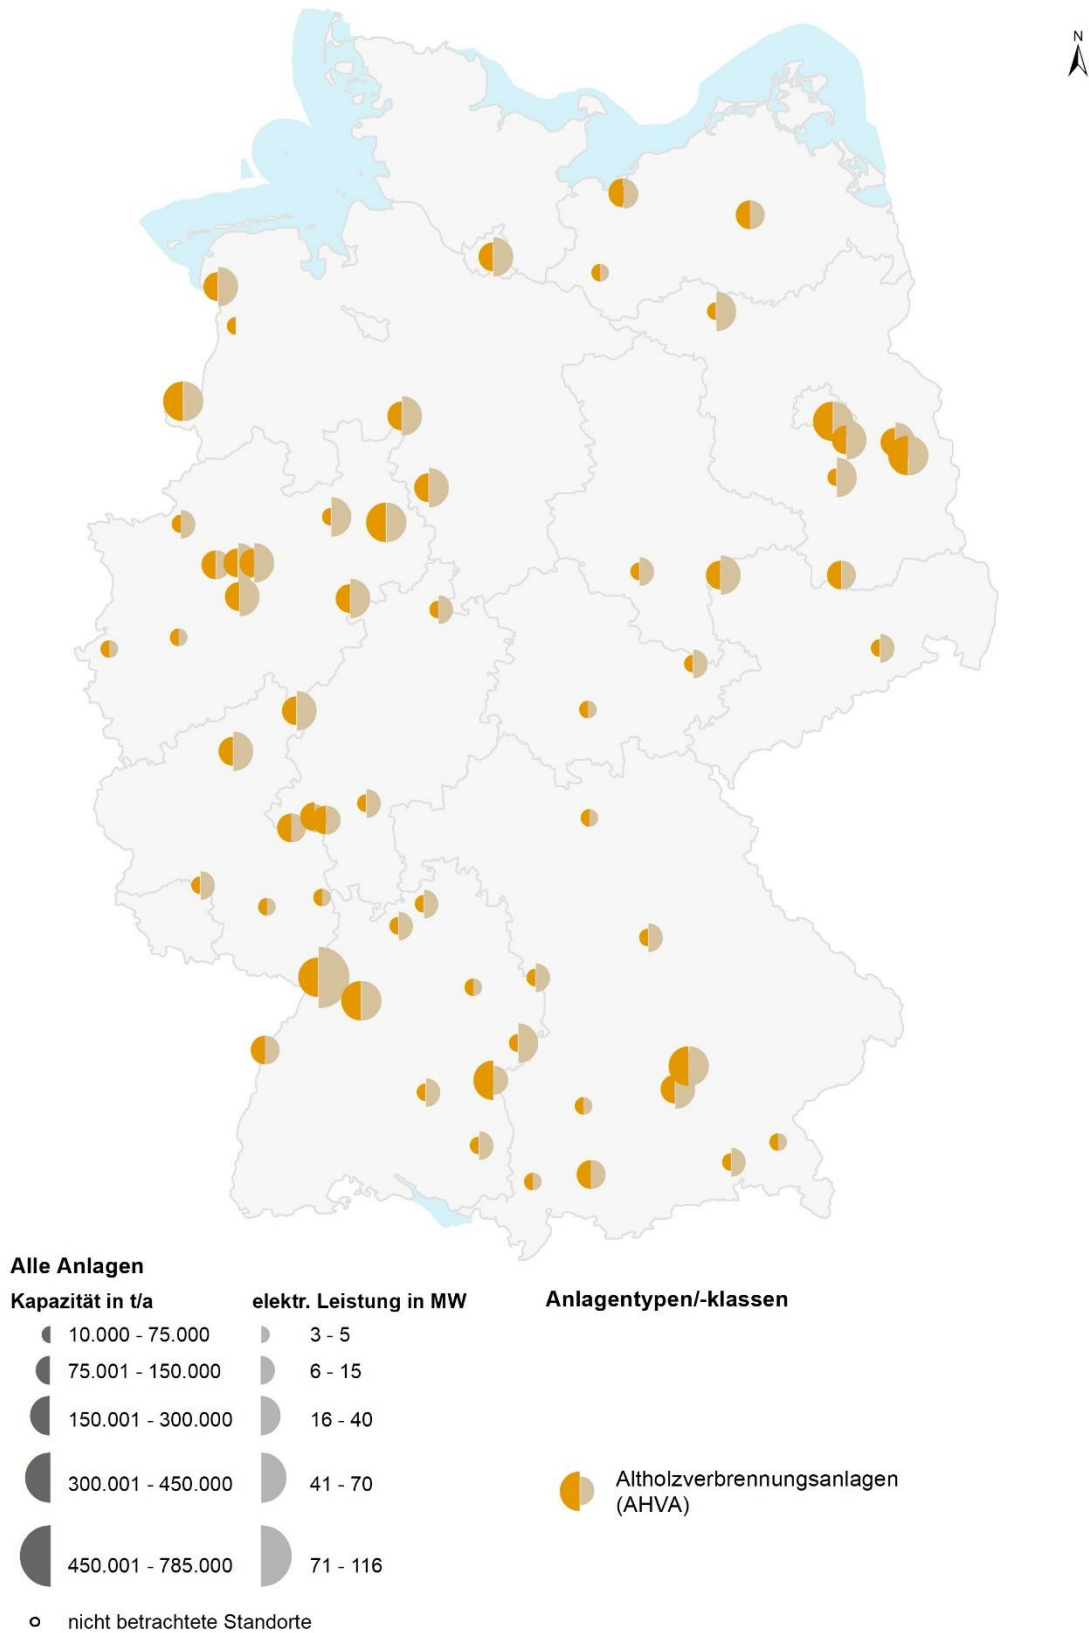 N
Alle Anlagen
Kapazität in t/a
elektr. Leistung in MW
Anlagentypen/-klassen
10.000 - 75.000
3 - 5
75.001 - 150.000
6 - 15
150.001 - 300.000
16 - 40
300.001 - 450.000
41 - 70
Altholzverbrennungsanlagen
(AHVA)
450.001 - 785.000
71 - 116
nicht betrachtete Standorte